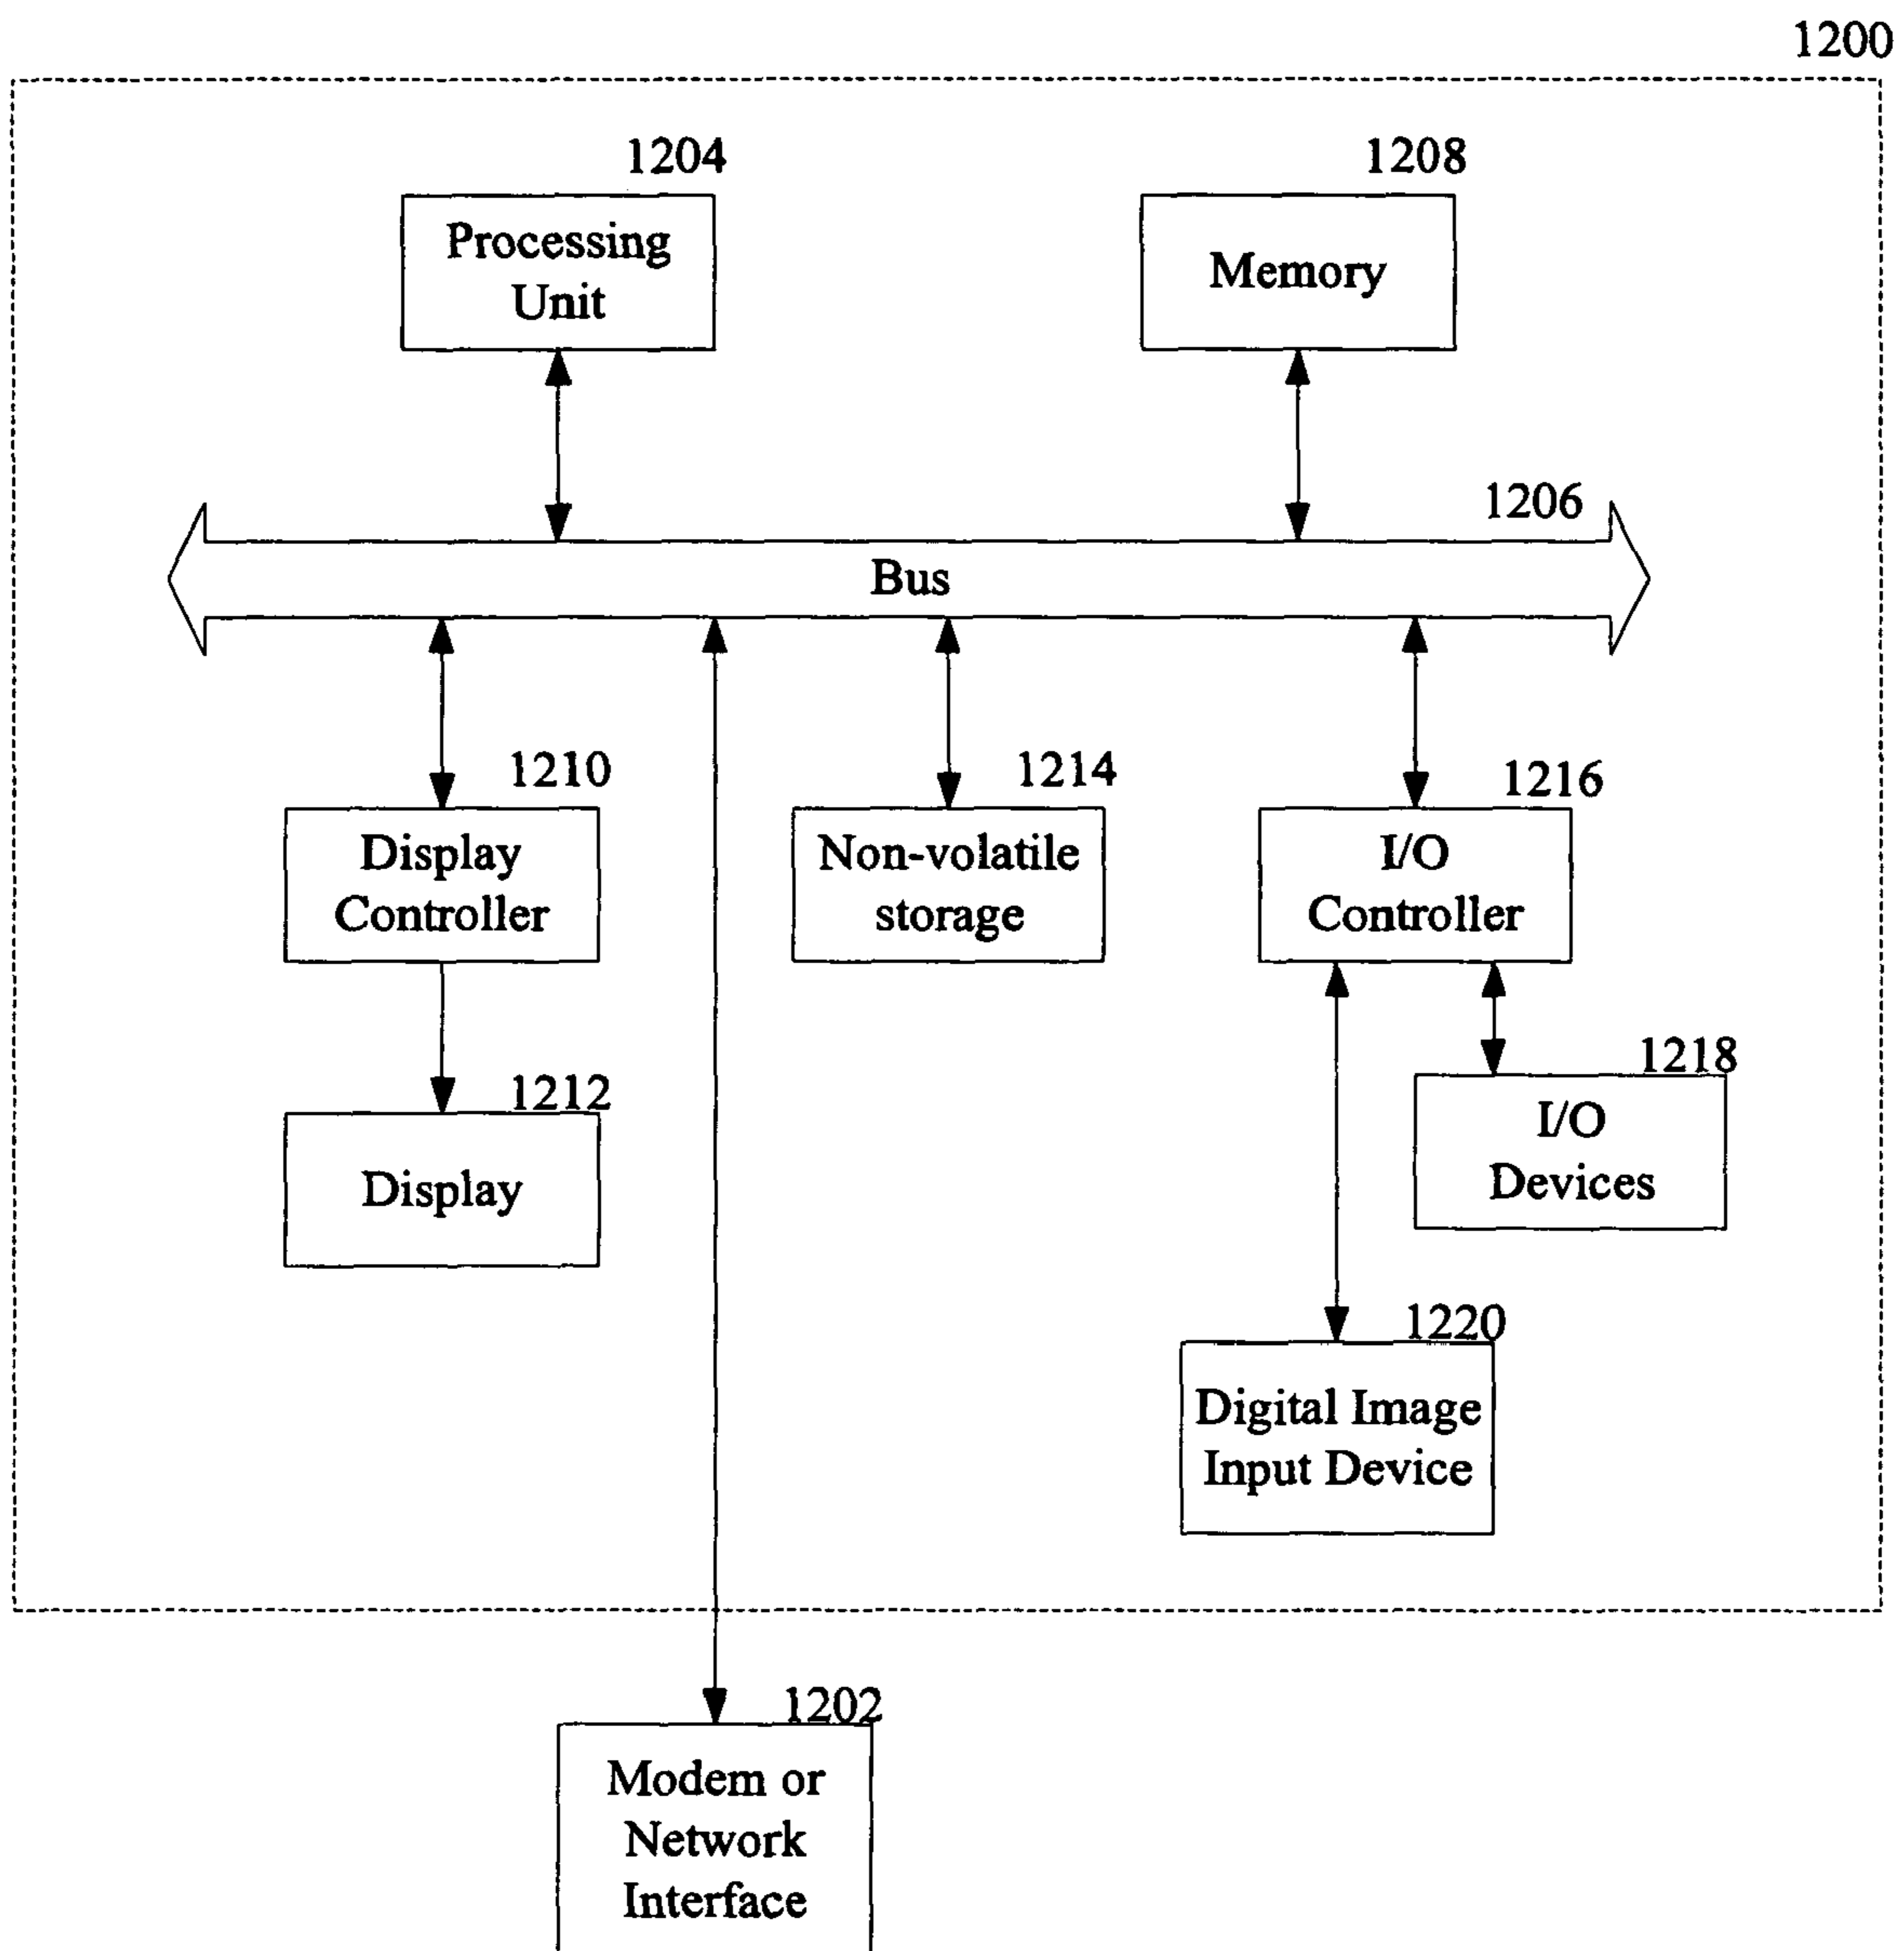 1200
1204
Processing
Unit
1208
Memory
1206
Bus
1210
Display
Controller
1214
Non-volatile
storage
1216
I/O
Controller
1212
Display
1218
I/O
Devices
1220
Digital Image
Input Device
1202
Modem or
Network
Interface